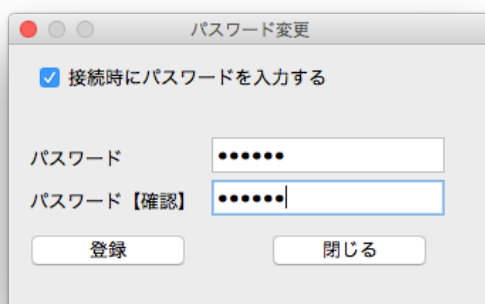 パスワード変更
接続時にパスワードを入力する
パスワード ••••••
パスワード【確認】 ••••••
登録 閉じる